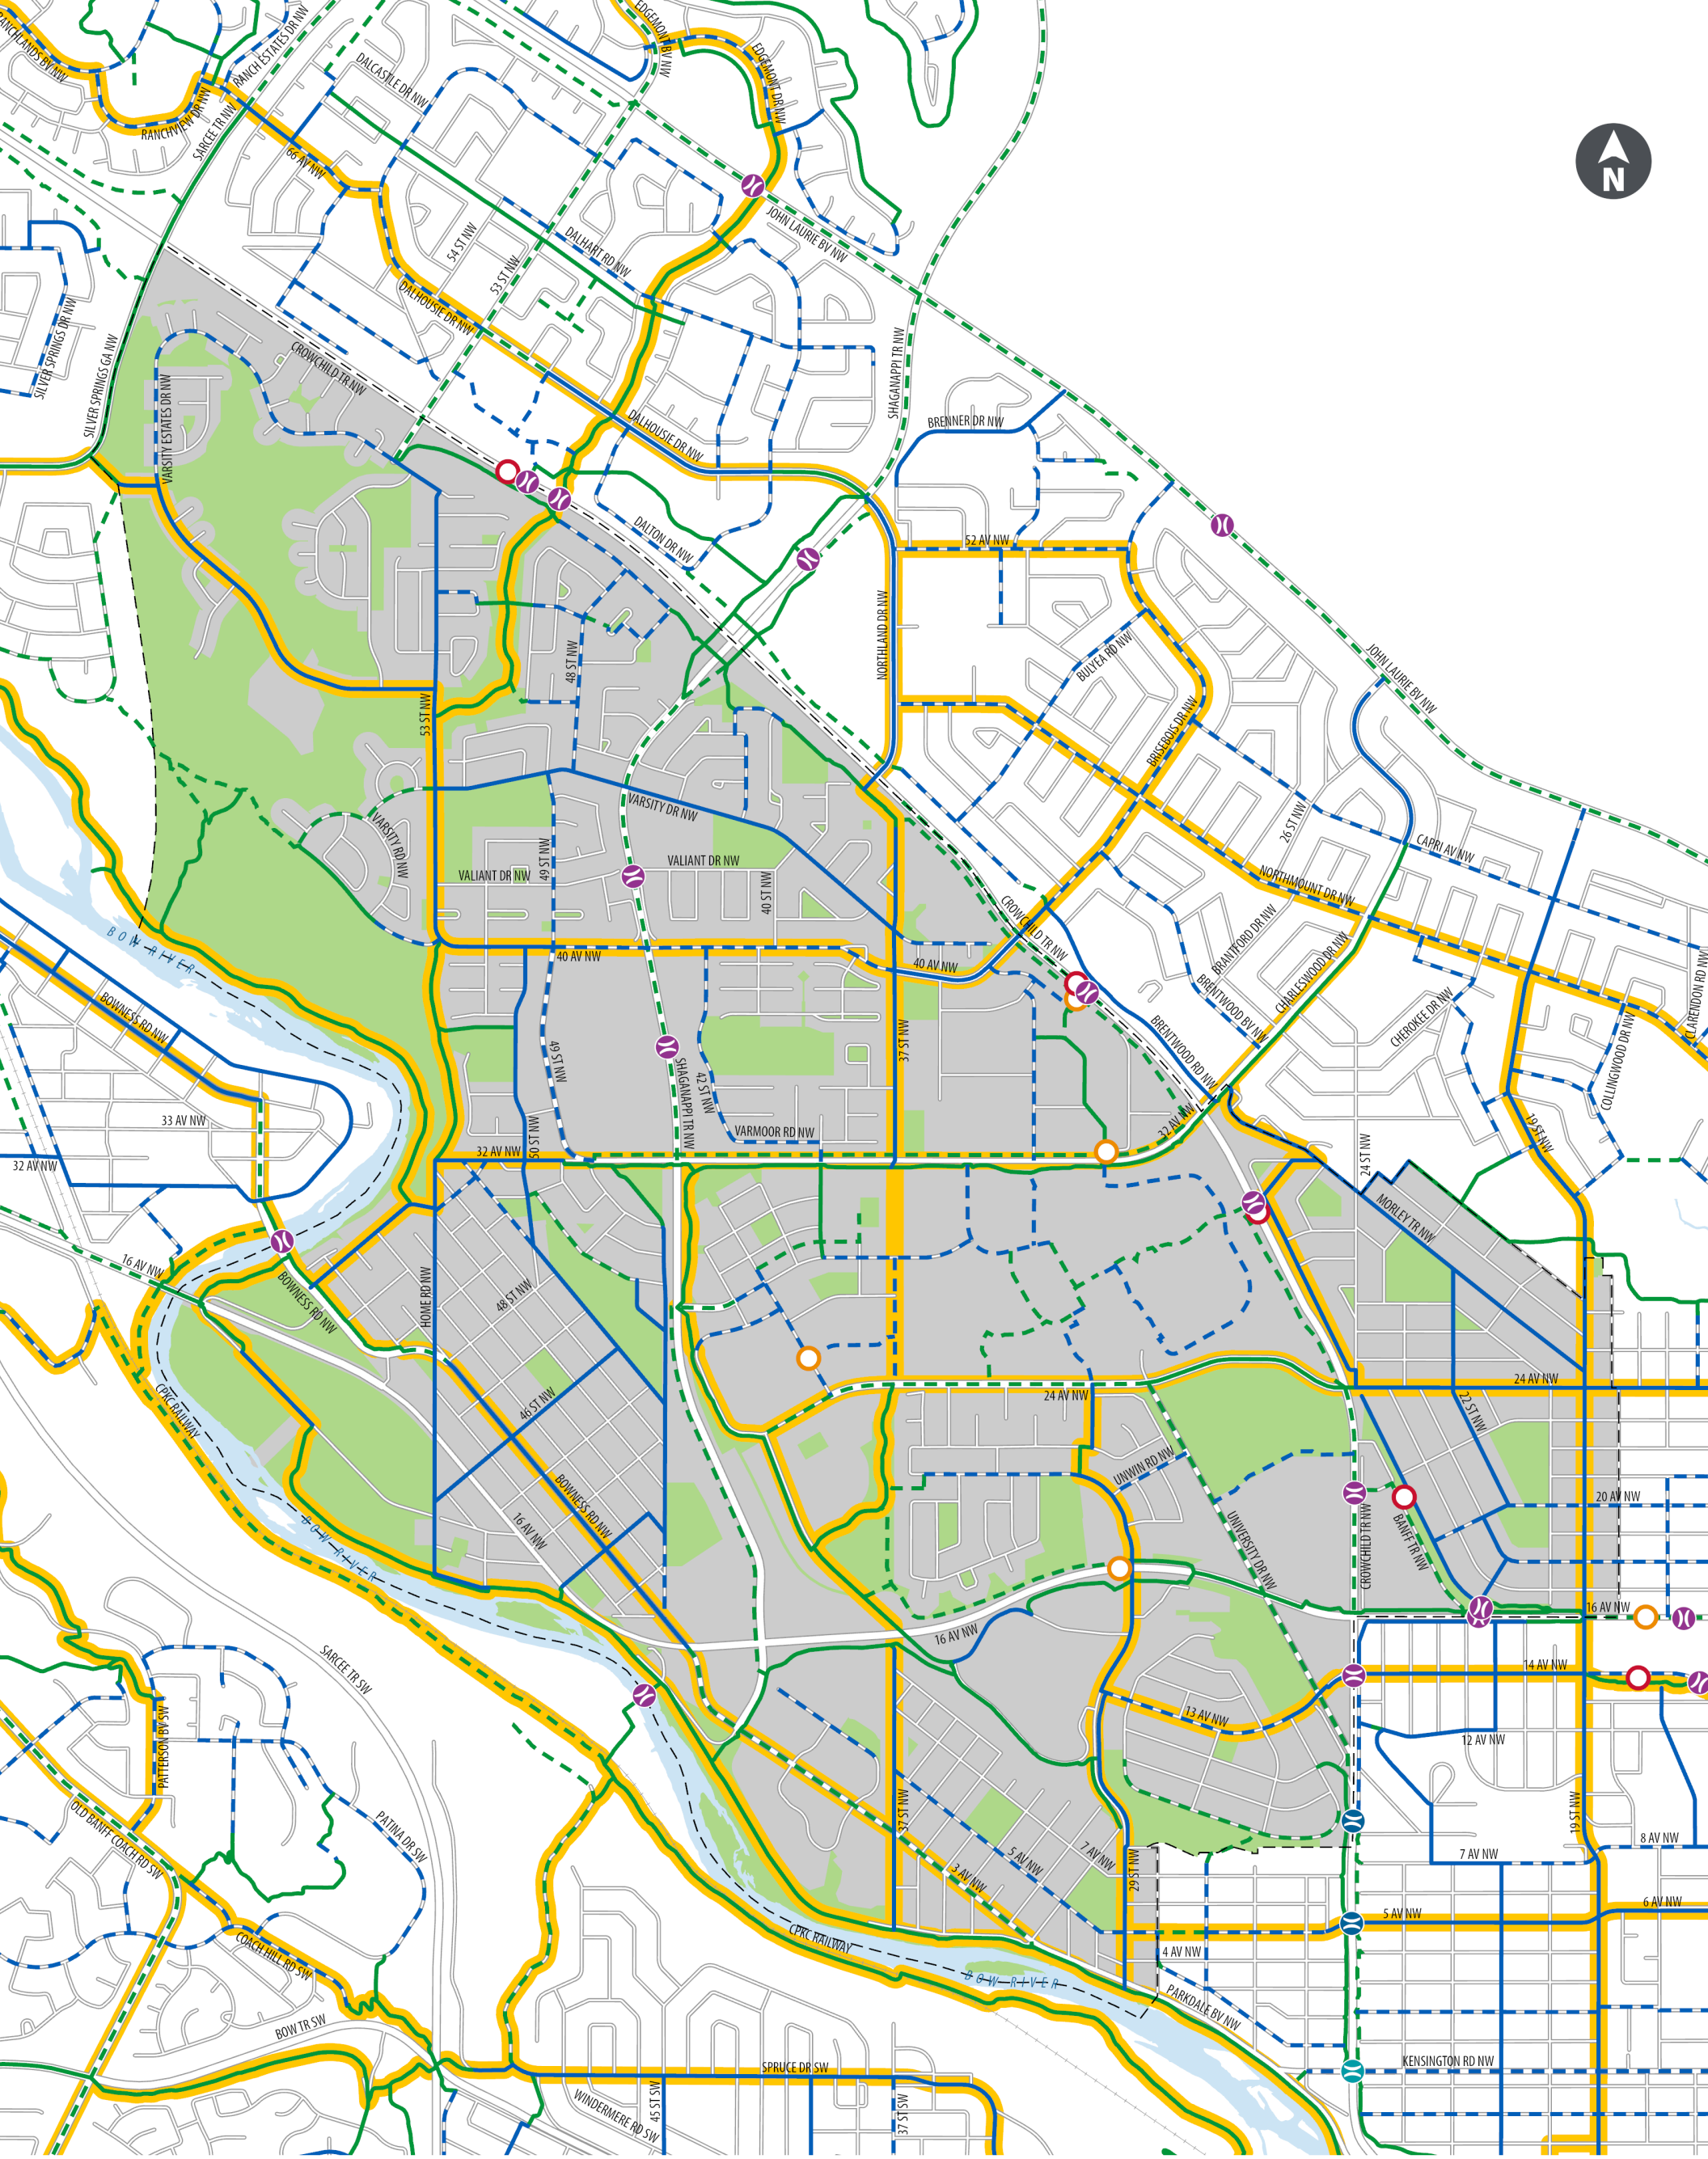 RANCHLANDS BV NW
RANCH ESTATES DR NW
EDGEMONT BV NW
EDGEMONT DR NW
DALCASTLE DR NW
RANCHVIEW DR NW
SARCEE TR NW
66 AV NW
N
JOHN LAURIE BV NW
54 ST NW
DALHART RD NW
53 ST NW
DALHOUSIE DR NW
SILVER SPRINGS DR NW
SILVER SPRINGS GA NW
CROWCHILD TR NW
SHAGANAPPI TR NW
VARSITY ESTATES DR NW
DALHOUSIE DR NW
BRENNER DR NW
DALTON DR NW
52 AV NW
NORTHLAND DR NW
48 ST NW
BULYEA RD NW
JOHN LAURIE BV NW
53 ST NW
BRISEBOIS DR NW
VARSITY DR NW
VARSITY RD NW
26 ST NW
CAPRI AV NW
VALIANT DR NW
VALIANT DR NW
49 ST NW
40 ST NW
NORTHMOUNT DR NW
CROWCHILD TR NW
BRANTFORD DR NW
CHARLESWOOD DR NW
BOW RIVER
40 AV NW
40 AV NW
BRENTWOOD BV NW
CLARENDON RD NW
BOWNESS RD NW
BRENTWOOD RD NW
CHEROKEE DR NW
COLLINGWOOD DR NW
37 ST NW
49 ST NW
42 ST NW
SHAGANAPPI TR NW
33 AV NW
VARMOOR RD NW
32 AV NW
32 AV NW
50 ST NW
32 AV NW
24 ST NW
19 ST NW
MORLEY TR NW
16 AV NW
BOWNESS RD NW
HOME RD NW
48 ST NW
24 AV NW
24 AV NW
CPKC RAILWAY
46 ST NW
22 ST NW
UNWIN RD NW
20 AV NW
BOWNESS RD NW
16 AV NW
UNIVERSITY DR NW
CROWCHILD TR NW
BANFF TR NW
BOW RIVER
16 AV NW
16 AV NW
SARCEE TR SW
14 AV NW
13 AV NW
12 AV NW
PATTERSON BV SW
OLD BANFF COACH RD SW
PATINA DR SW
37 ST NW
5 AV NW
7 AV NW
3 AV NW
29 ST NW
19 ST NW
8 AV NW
7 AV NW
6 AV NW
5 AV NW
COACH HILL RD SW
CPKC RAILWAY
4 AV NW
BOW RIVER
PARKDALE BV NW
BOW TR SW
KENSINGTON RD NW
SPRUCE DR SW
WINDERMERE RD SW
45 ST SW
37 ST SW